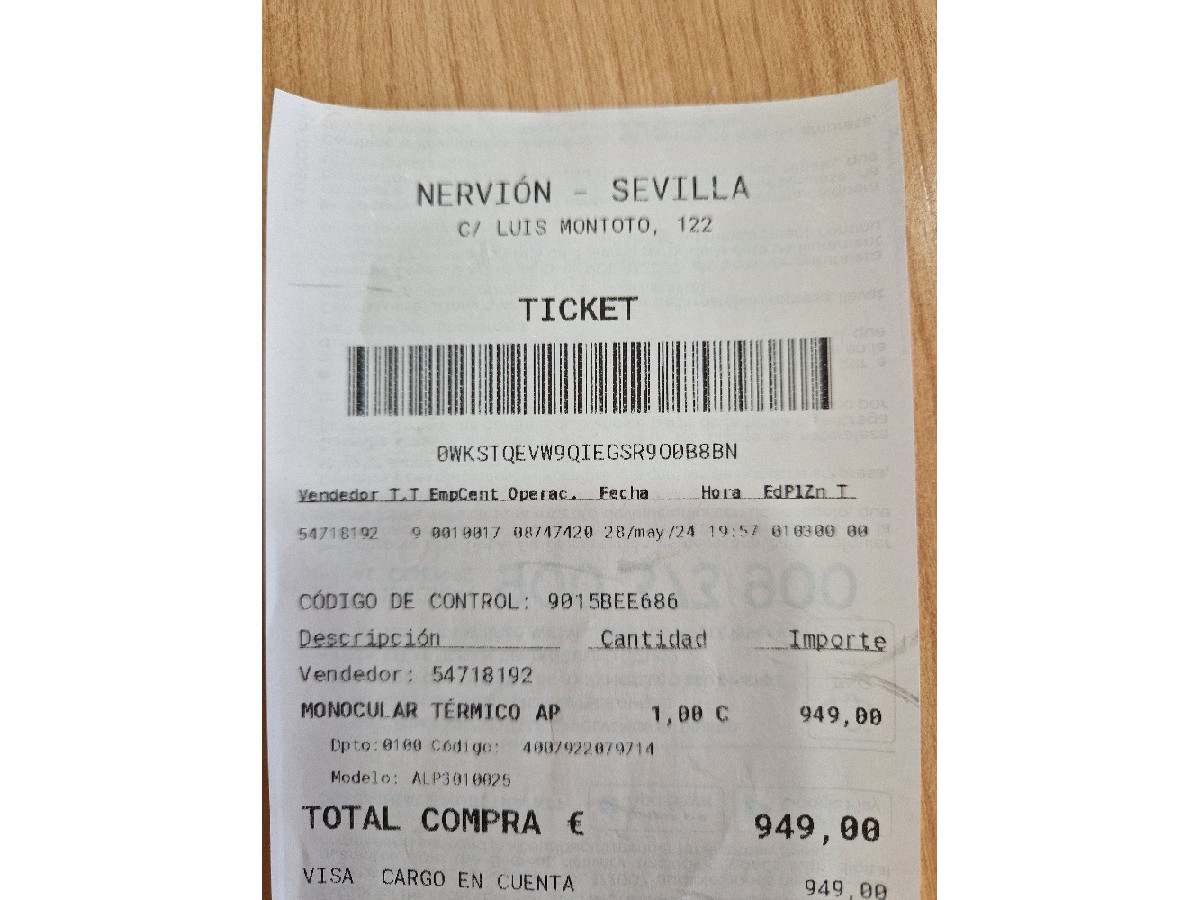 NERVIÓN - SEVILLA
C/ LUIS MONTOTO, 122
TICKET
0WKSTQEVW9QIEGSR9O0B8BN
Vendedor T.T EmpCent Operac. Fecha Hora EdPlZn T
54718192 9 0010017 08747420 28/may/24 19:57 010300 00
CÓDIGO DE CONTROL: 9015BEE686
Descripción Cantidad Importe
Vendedor: 54718192
MONOCULAR TÉRMICO AP 1,00 C 949,00
Dpto:0100 Código: 4007922079714
Modelo: ALP3010025
TOTAL COMPRA € 949,00
VISA CARGO EN CUENTA 949,00